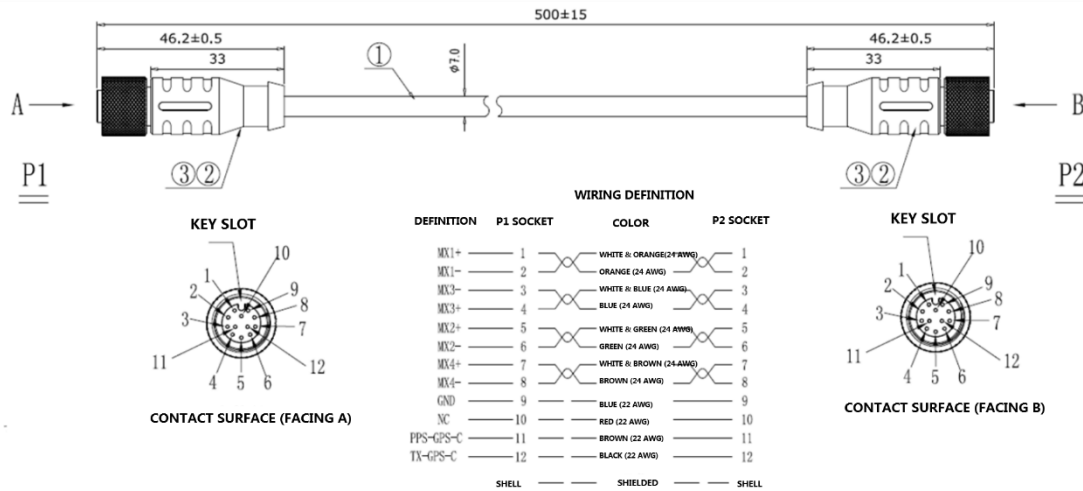 500±15
46.2±0.5
46.2±0.5
33
①
φ7.0
33
A
B
P1
③②
③②
P2
WIRING DEFINITION
KEY SLOT
DEFINITION P1 SOCKET COLOR P2 SOCKET
KEY SLOT
MX1+ 1 WHITE & ORANGE(24 AWG) 1
MX1- 2 ORANGE (24 AWG) 2
MX3- 3 WHITE & BLUE (24 AWG) 3
MX3+ 4 BLUE (24 AWG) 4
MX2+ 5 WHITE & GREEN (24 AWG) 5
MX2- 6 GREEN (24 AWG) 6
MX4+ 7 WHITE & BROWN (24 AWG) 7
MX4- 8 BROWN (24 AWG) 8
GND 9 BLUE (22 AWG) 9
NC 10 RED (22 AWG) 10
PPS-GPS-C 11 BROWN (22 AWG) 11
TX-GPS-C 12 BLACK (22 AWG) 12
SHELL SHIELDED SHELL
10
1 9
2 8
3 7
11 12
4 5 6
CONTACT SURFACE (FACING A)
10
1 9
2 8
3 7
11 12
4 5 6
CONTACT SURFACE (FACING B)